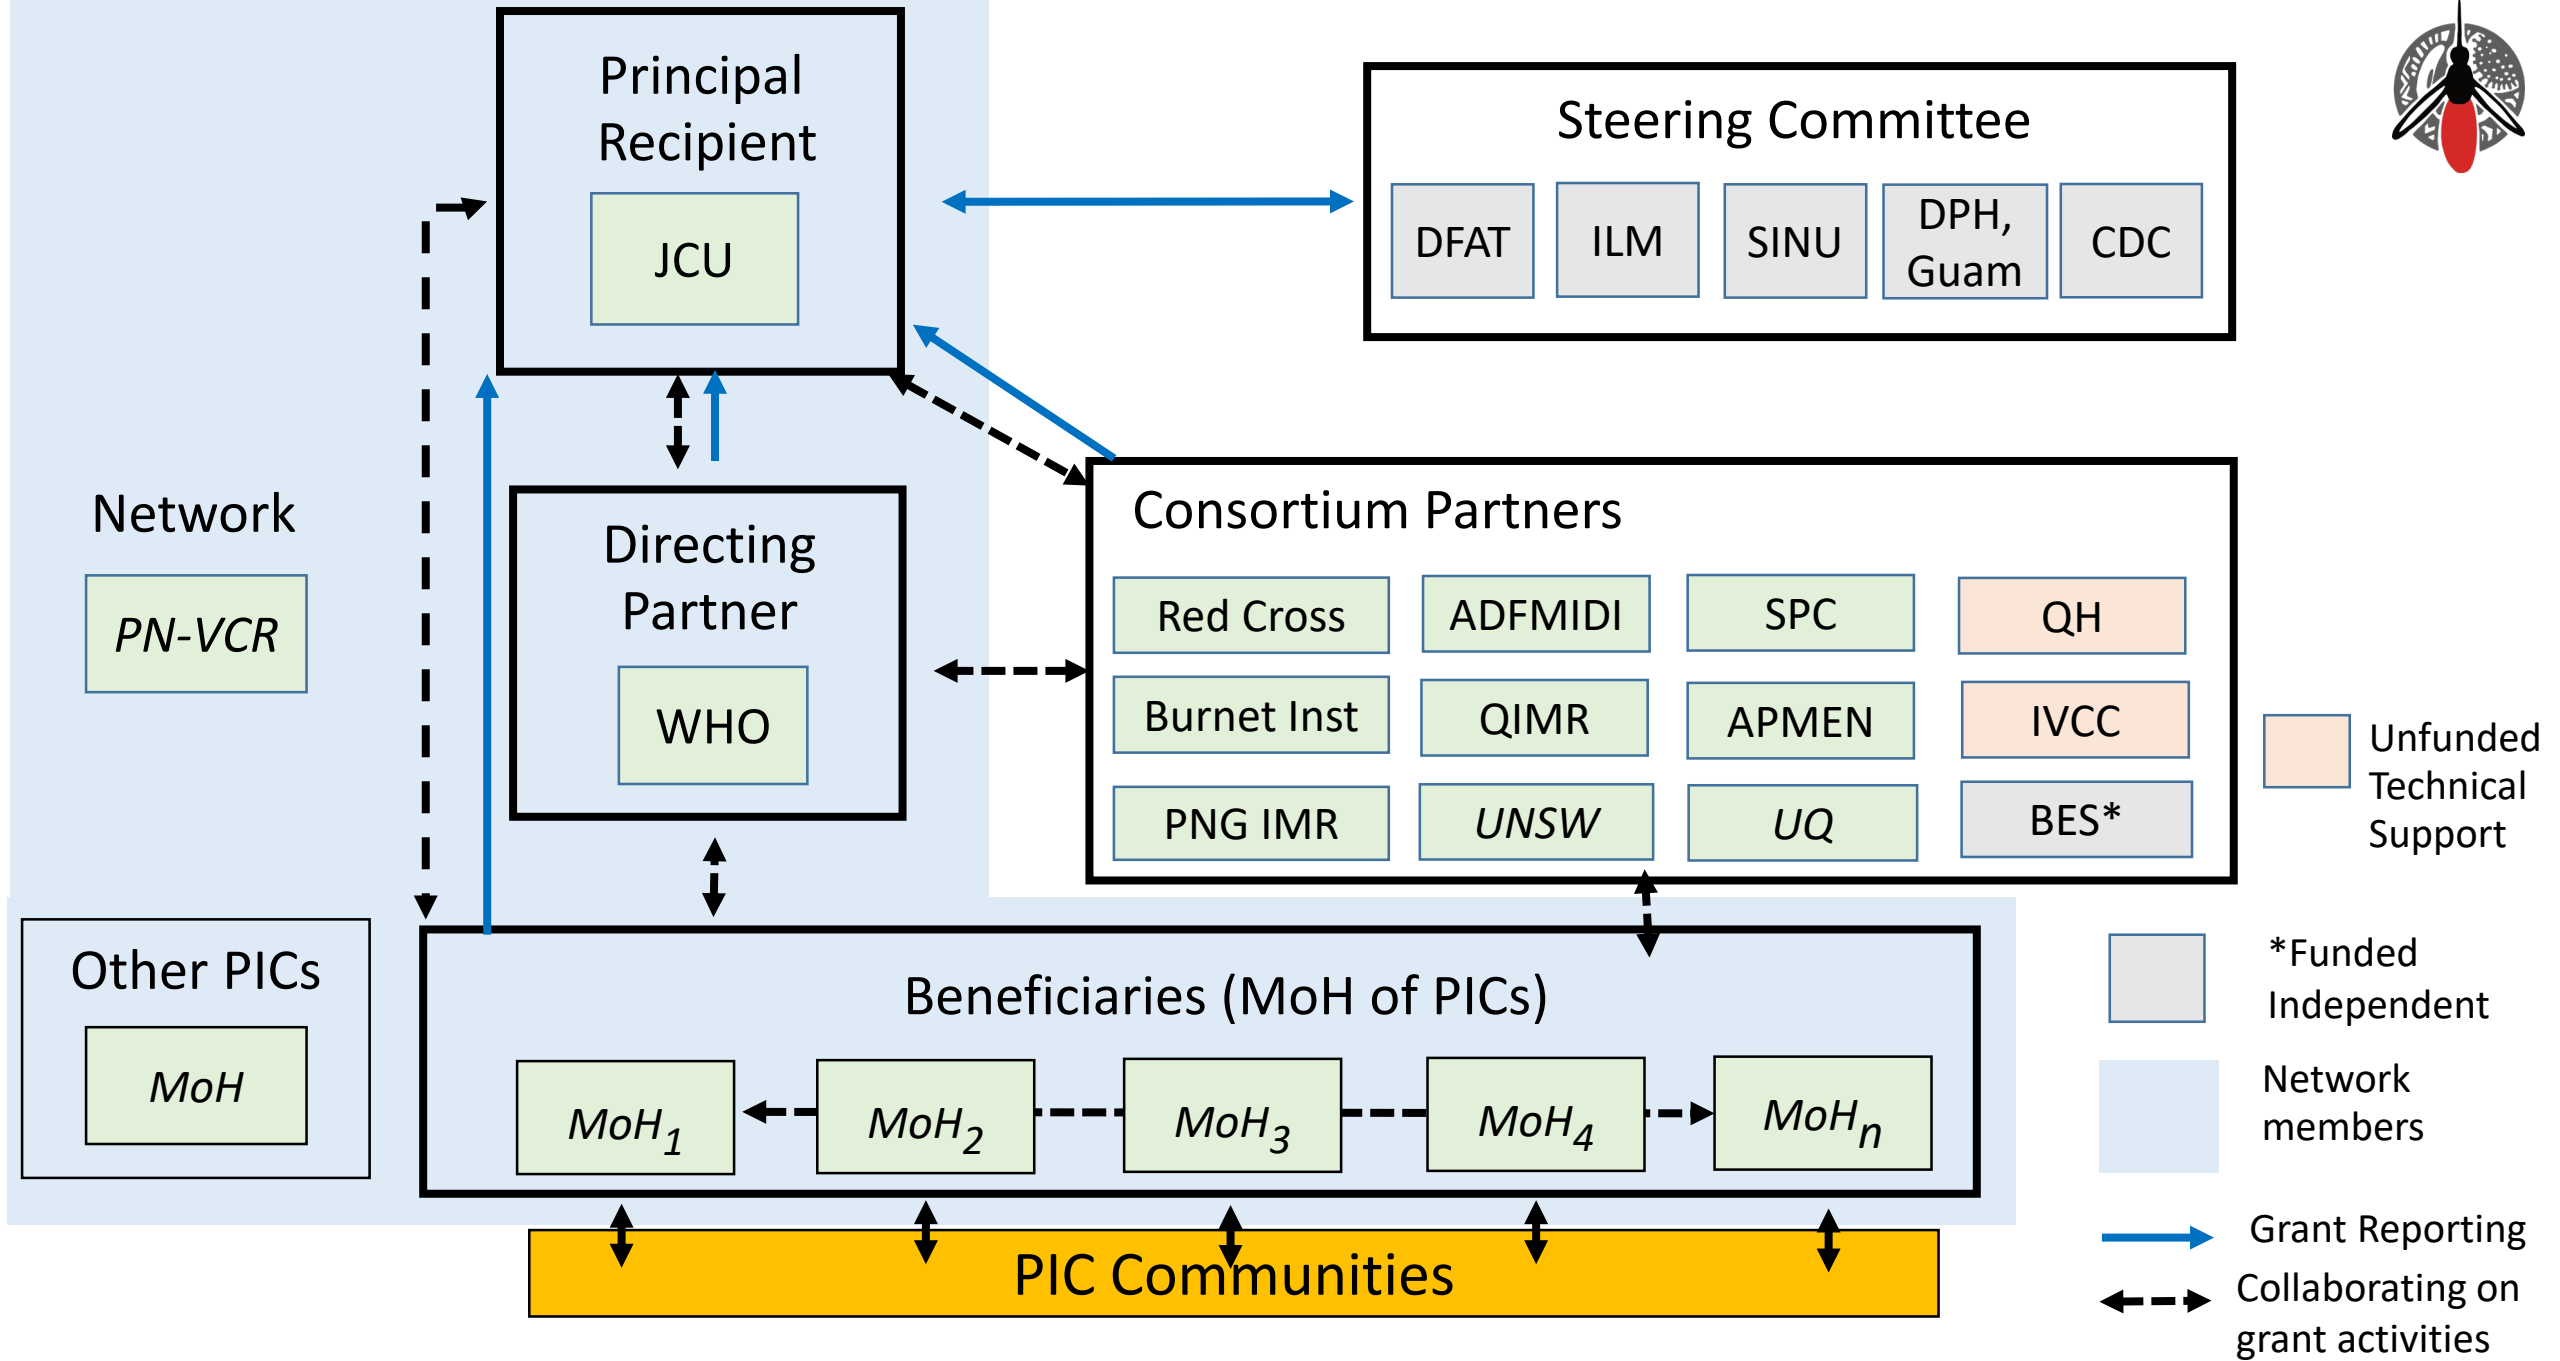 Principal
Recipient
JCU
Steering Committee
DFAT
ILM
SINU
DPH,
Guam
CDC
Network
PN-VCR
Directing
Partner
WHO
Consortium Partners
Red Cross
ADFMIDI
SPC
QH
Burnet Inst
QIMR
APMEN
IVCC
PNG IMR
UNSW
UQ
BES*
Unfunded
Technical
Support
Other PICs
MoH
Beneficiaries (MoH of PICs)
MoH1
MoH2
MoH3
MoH4
MoHn
PIC Communities
*Funded
Independent
Network
members
Grant Reporting
Collaborating on
grant activities